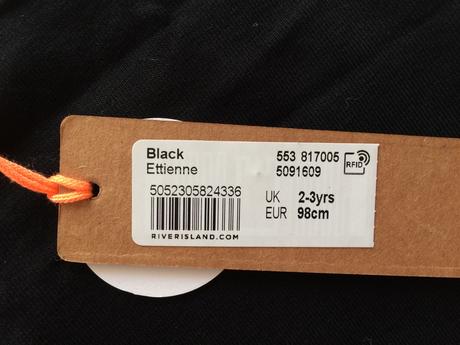 Black
Ettienne
553 817005
5091609
RFID
5052305824336
UK 2-3yrs
EUR 98cm
RIVERISLAND.COM